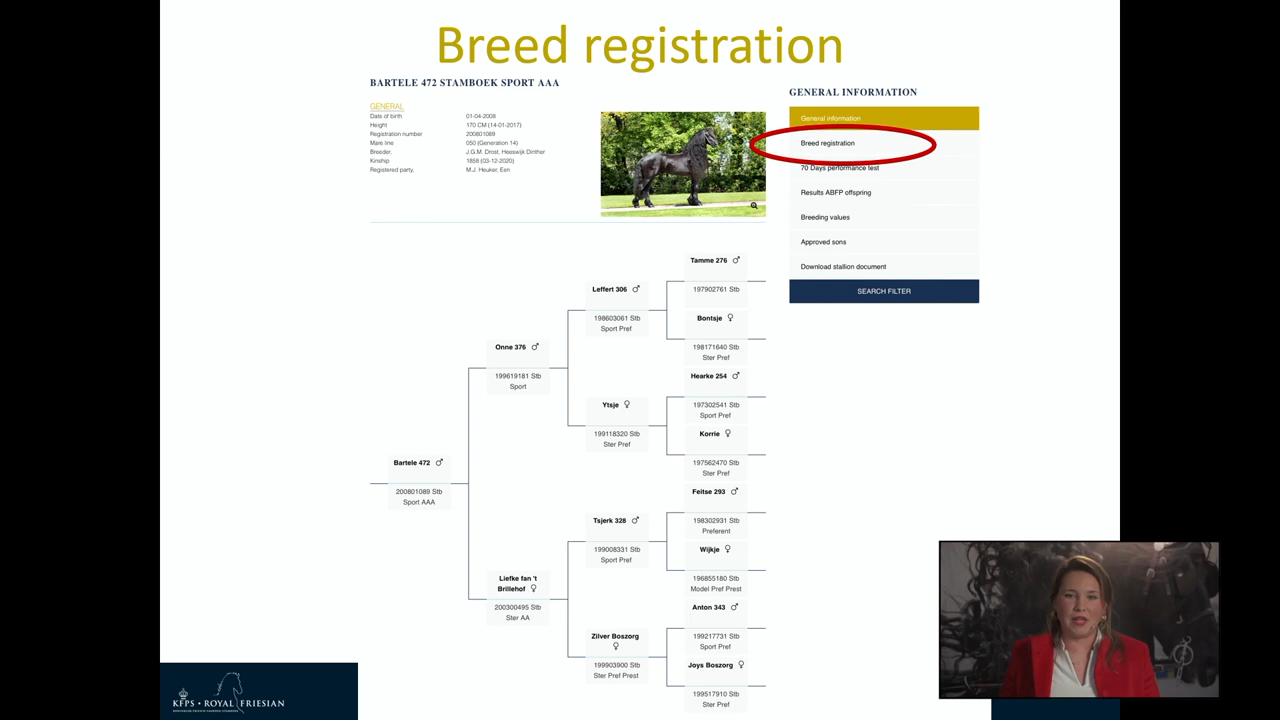 Breed registration
BARTELE 472 STAMBOEK SPORT AAA
GENERAL
Date of birth 01-04-2008
Height 170 CM (14-01-2017)
Registration number 200801089
Mare line 050 (Generation 14)
Breeder, J.G.M. Drost, Heeswijk Dinther
Kinship 1858 (03-12-2020)
Registered party, M.J. Heuker, Een
GENERAL INFORMATION
General information
Breed registration
70 Days performance test
Results ABFP offspring
Breeding values
Approved sons
Download stallion document
SEARCH FILTER
Tamme 276 ♂
197902761 Stb
Leffert 306 ♂
198603061 Stb
Sport Pref
Bontsje ♀
198171640 Stb
Ster Pref
Onne 376 ♂
199619181 Stb
Sport
Hearke 254 ♂
197302541 Stb
Sport Pref
Ytsje ♀
199118320 Stb
Ster Pref
Korrie ♀
197562470 Stb
Ster Pref
Bartele 472 ♂
200801089 Stb
Sport AAA
Feitse 293 ♂
198302931 Stb
Preferent
Tsjerk 328 ♂
199008331 Stb
Sport Pref
Wijkje ♀
196855180 Stb
Model Pref Prest
Liefke fan 't
Brillehof ♀
200300495 Stb
Ster AA
Anton 343 ♂
199217731 Stb
Sport Pref
Zilver Boszorg
♀
199903900 Stb
Ster Pref Prest
Joys Boszorg ♀
199517910 Stb
Ster Pref
KFPS • ROYAL FRIESIAN